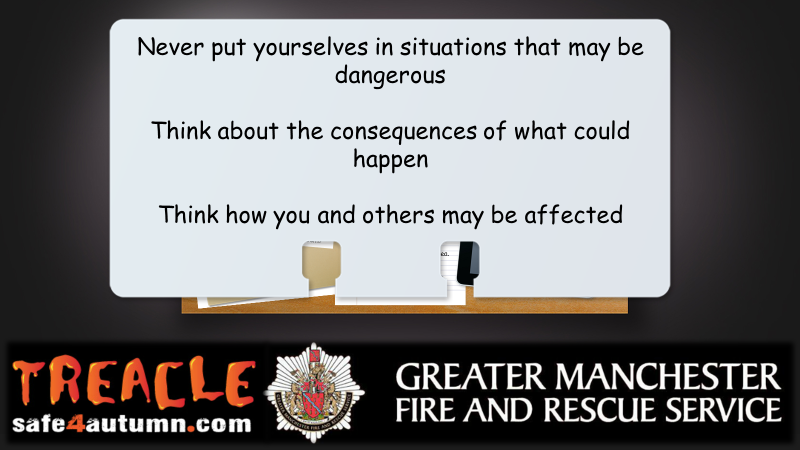 Never put yourselves in situations that may be
dangerous
Think about the consequences of what could
happen
Think how you and others may be affected
TREACLE
safe4autumn.com
GREATER MANCHESTER
FIRE AND RESCUE SERVICE